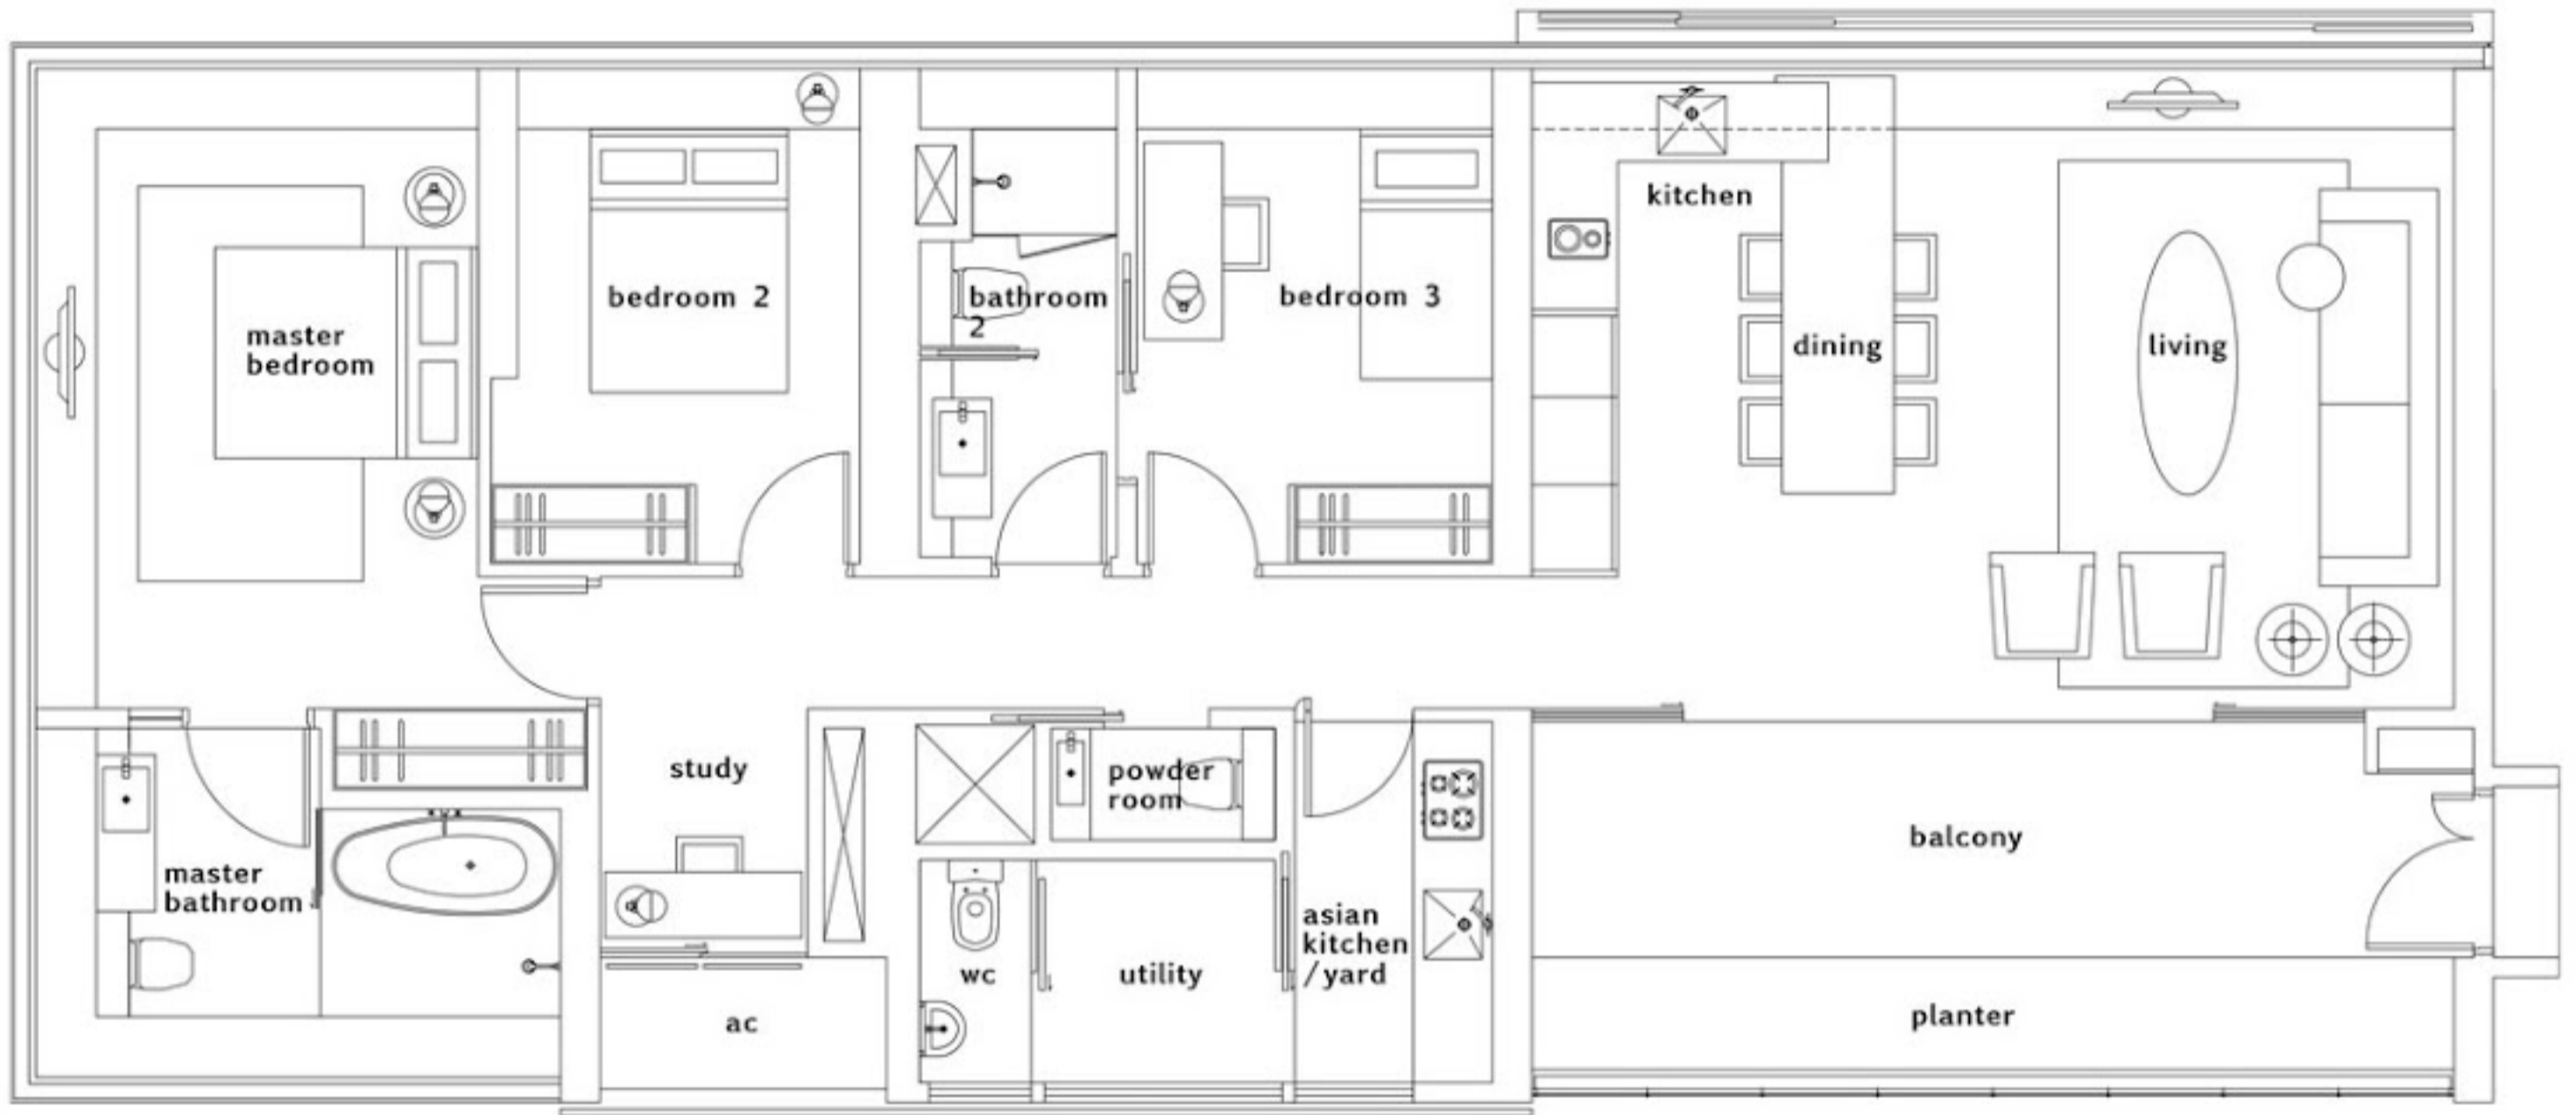 master
bedroom
bedroom 2
bathroom
2
bedroom 3
kitchen
dining
living
master
bathroom
study
ac
powder
room
wc
utility
asian
kitchen
/yard
balcony
planter